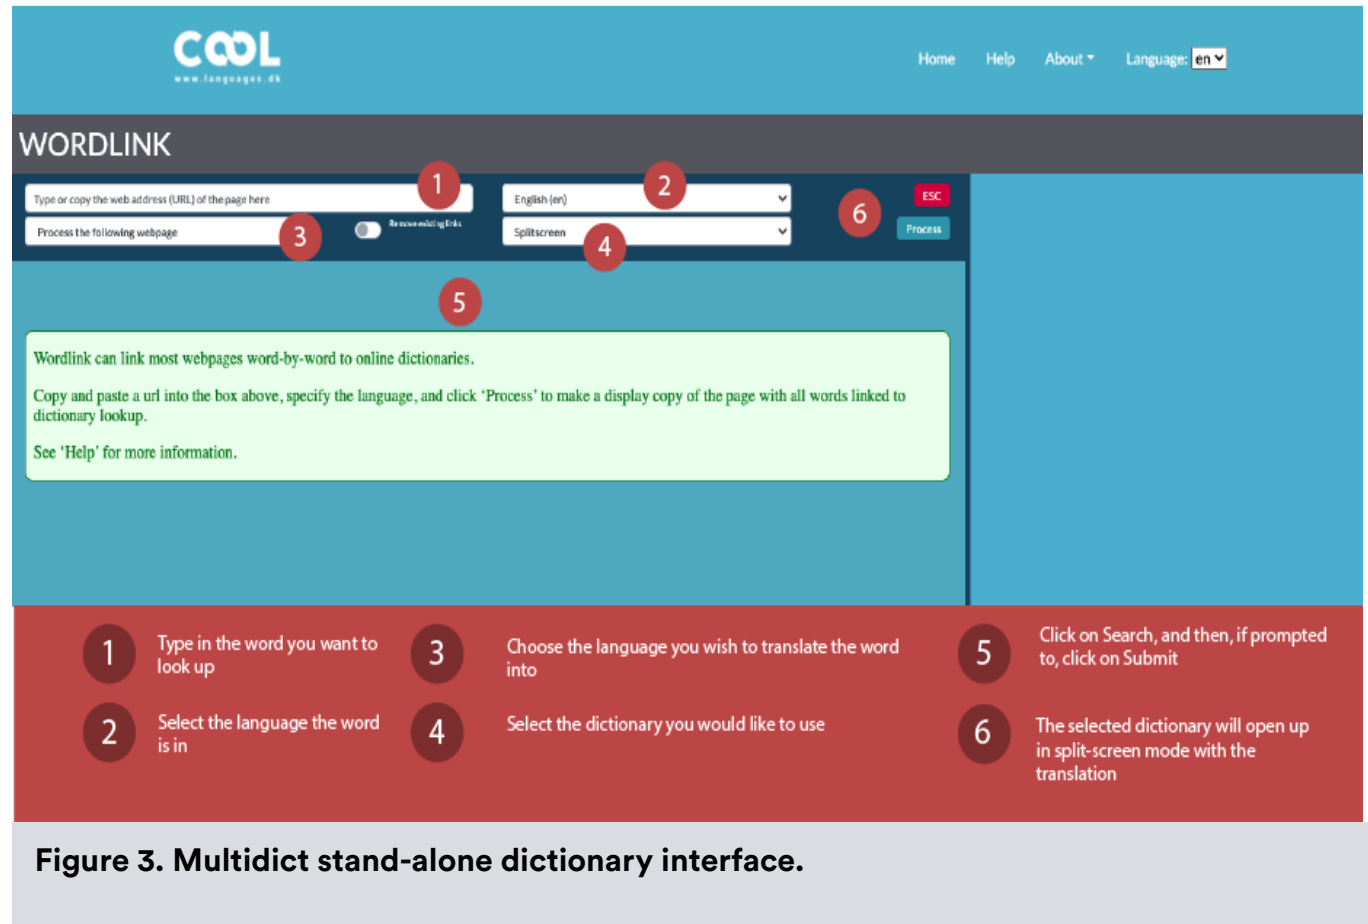 COOL
www.languages.dk
Home Help About Language: en
WORDLINK
1
2
Type or copy the web address (URL) of the page here
English (en)
ESC
6
Process the following webpage
3
Remove existing links
Splitscreen
4
Process
5
Wordlink can link most webpages word-by-word to online dictionaries.
Copy and paste a url into the box above, specify the language, and click ‘Process’ to make a display copy of the page with all words linked to
dictionary lookup.
See ‘Help’ for more information.
1 Type in the word you want to
look up
2 Select the language the word
is in
3 Choose the language you wish to translate the word
into
4 Select the dictionary you would like to use
5 Click on Search, and then, if prompted
to, click on Submit
6 The selected dictionary will open up
in split-screen mode with the
translation
Figure 3. Multidict stand-alone dictionary interface.